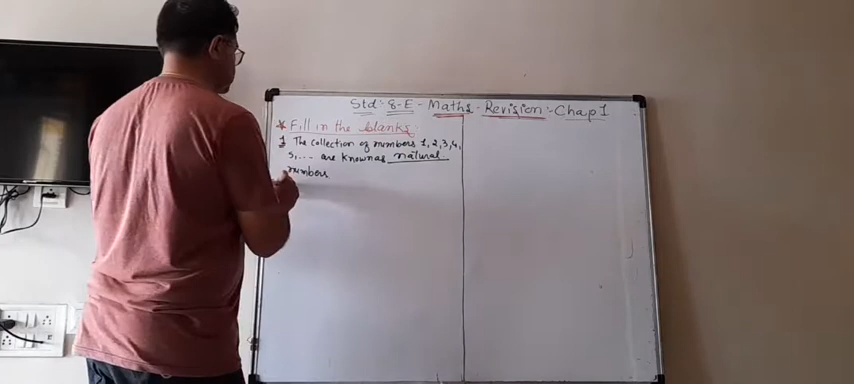 Std:- 8-E - Maths - Revision:- Chap 1
* Fill in the blanks
1 The collection of numbers 1, 2, 3, 4,
5, ... are known as natural
numbers